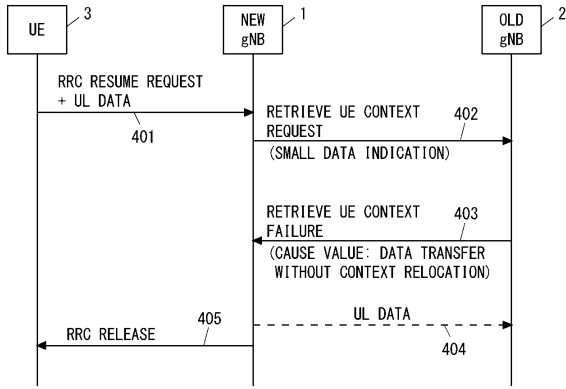 UE
3
NEW
gNB
1
OLD
gNB
2
RRC RESUME REQUEST
+ UL DATA
401
RETRIEVE UE CONTEXT
REQUEST
402
(SMALL DATA INDICATION)
RETRIEVE UE CONTEXT
FAILURE
403
(CAUSE VALUE: DATA TRANSFER
WITHOUT CONTEXT RELOCATION)
UL DATA
404
RRC RELEASE
405